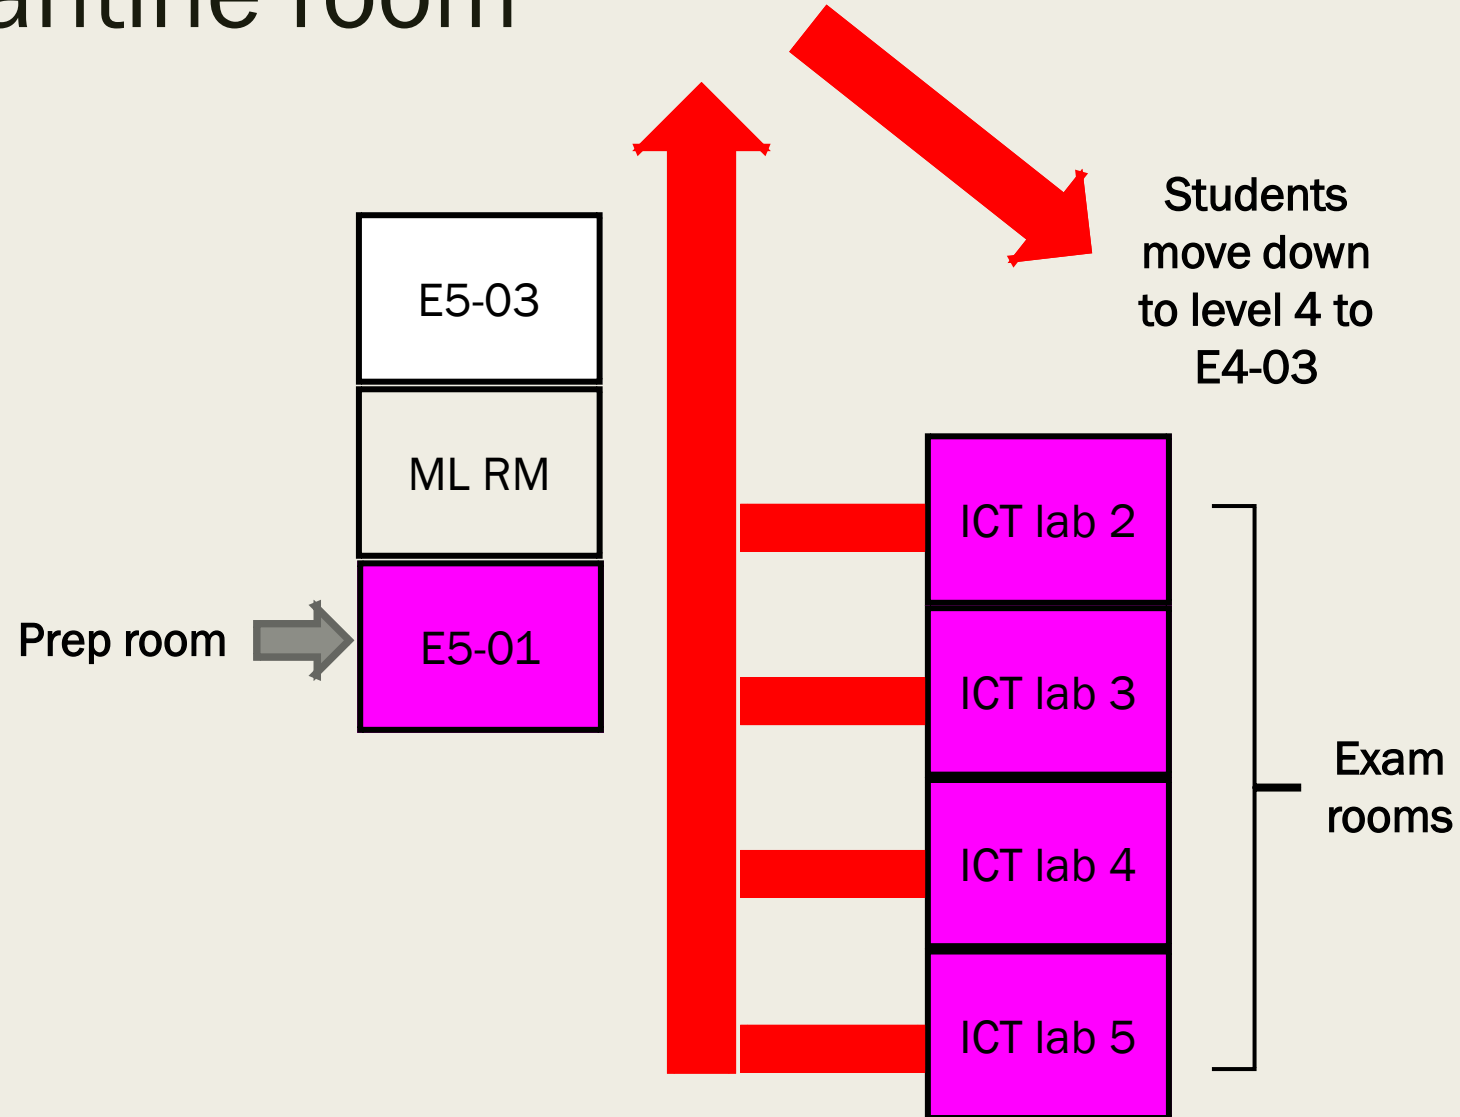 room
Students
move down
to level 4 to
E4-03
E5-03
ML RM
Prep room
E5-01
ICT lab 2
ICT lab 3
ICT lab 4
ICT lab 5
Exam
rooms